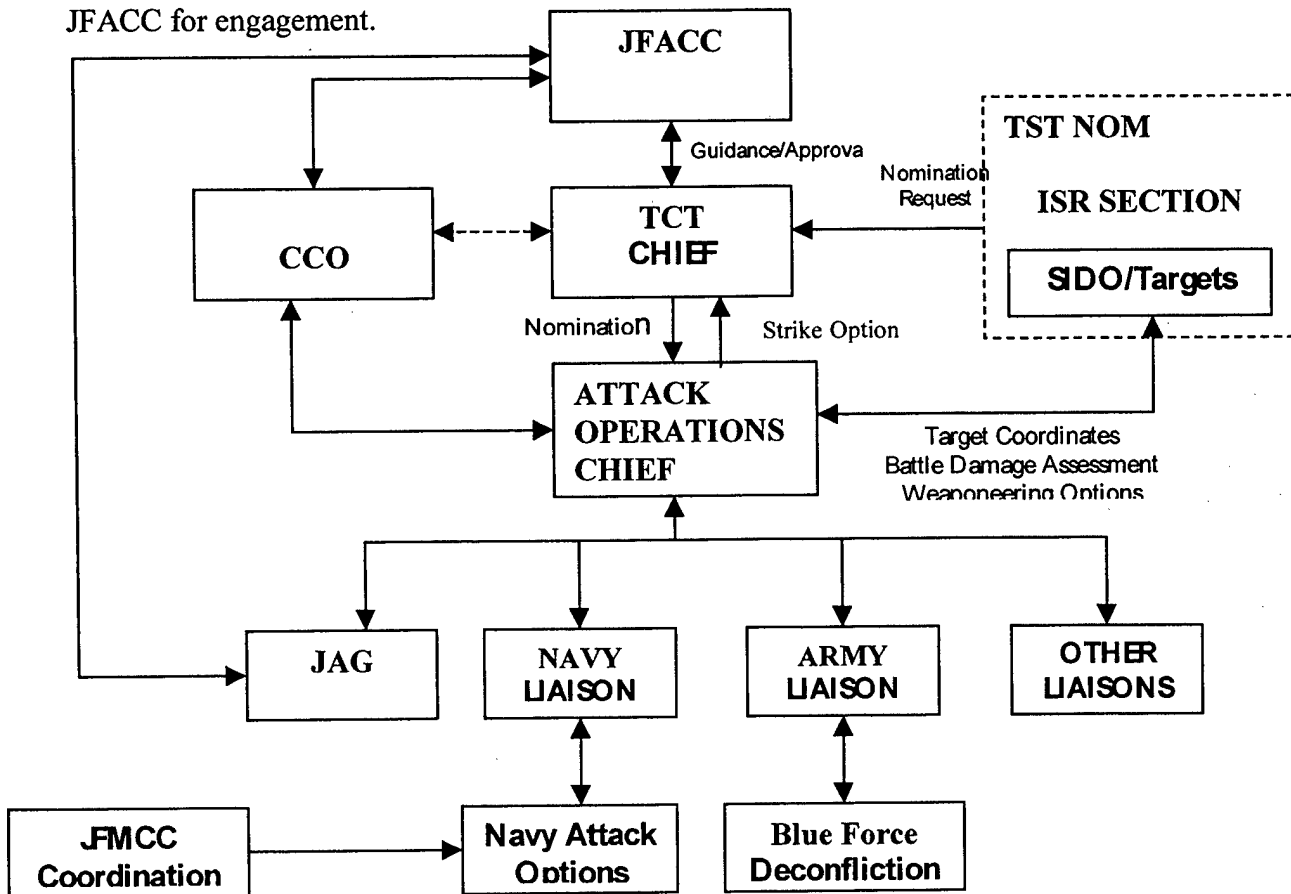 JFACC for engagement.
JFACC
TST NOM
Guidance/Approva
Nomination
Request
ISR SECTION
TCT
CHIEF
CCO
SIDO/Targets
Nomination
Strike Option
ATTACK
OPERATIONS
CHIEF
Target Coordinates
Battle Damage Assessment
Weaponeering Options
JAG
NAVY
LIAISON
ARMY
LIAISON
OTHER
LIAISONS
JFMCC
Coordination
Navy Attack
Options
Blue Force
Deconfliction